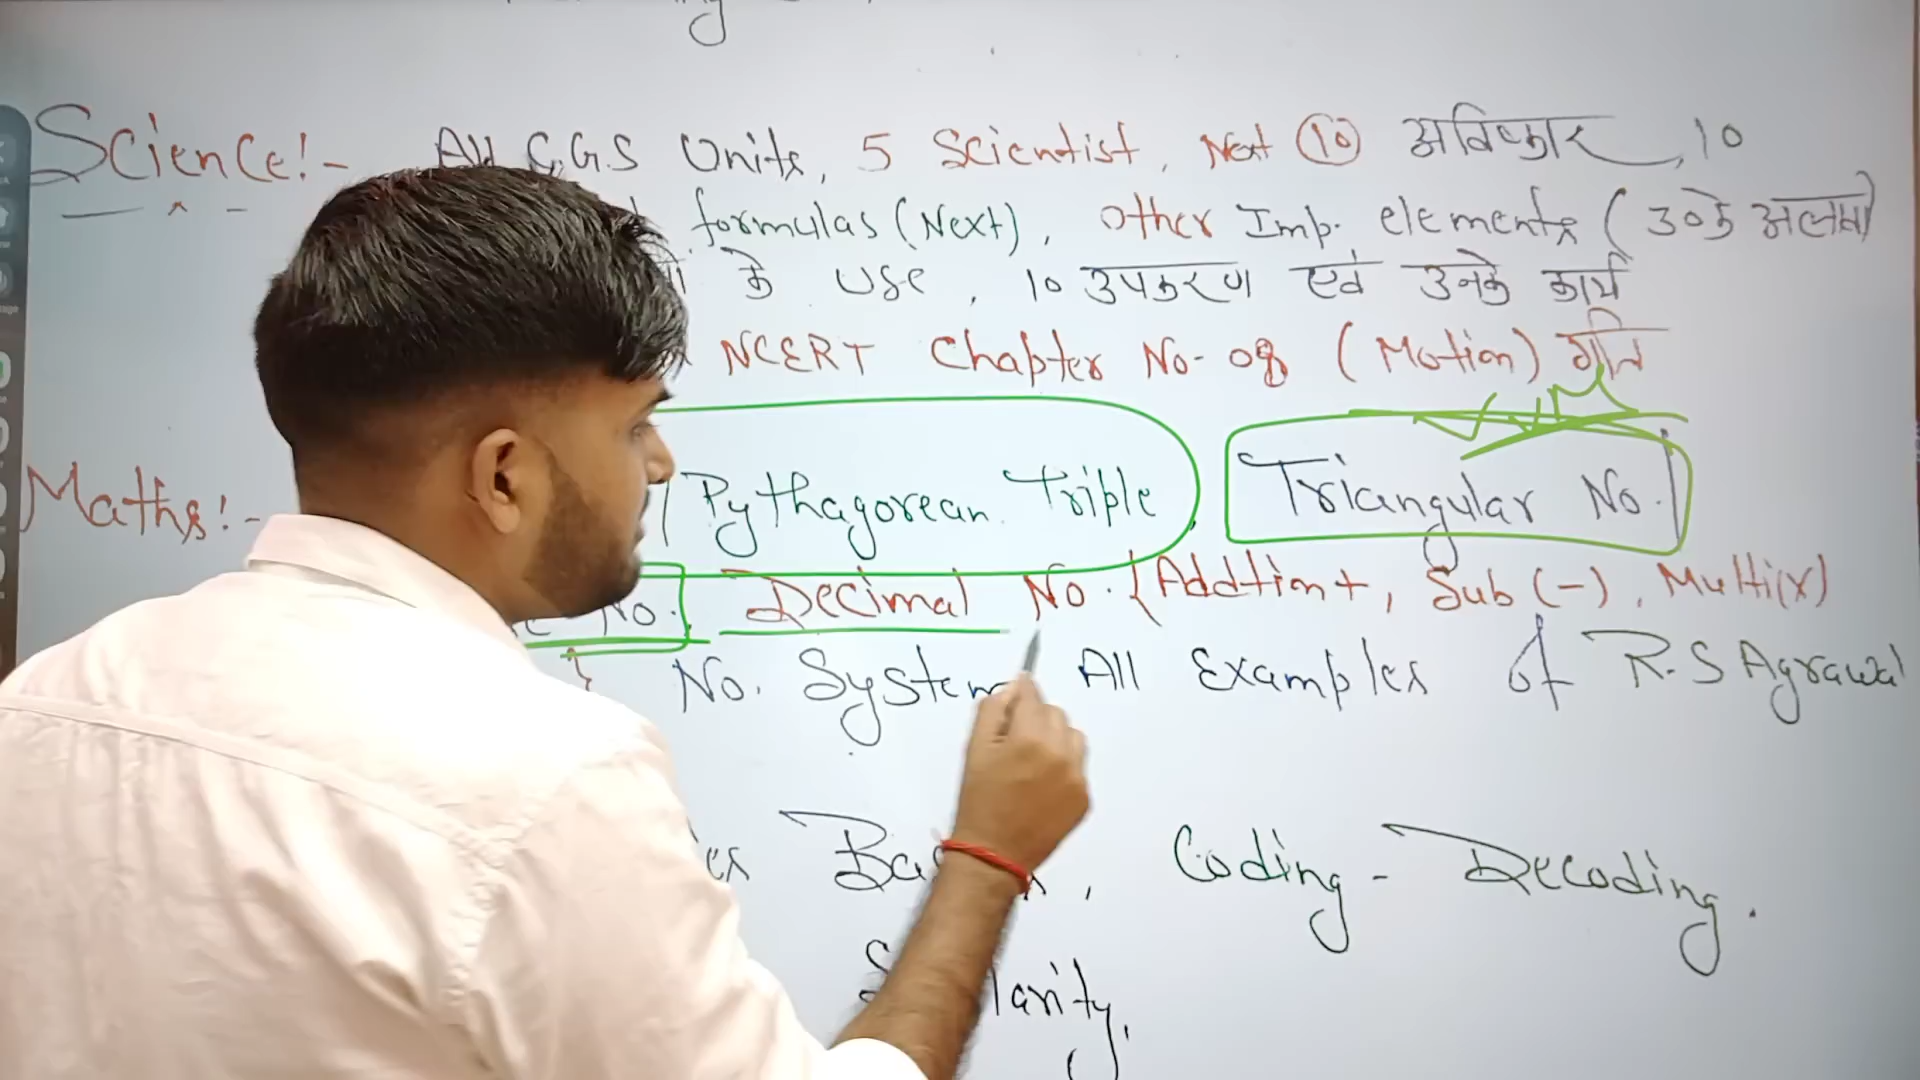 Science:- All C.G.S Units, 5 Scientist, Next 10 अविष्कार, 10
formulas (Next), Other Imp. elements (उनके अलावा
के use, 10 उपकरण एवं उनके कार्य
NCERT Chapter No- 08 (Motion) गति
Maths:- Pythagorean Triple Triangular No.
No. Decimal No. {Addtion+, Sub (-), Multi(x)
} No. System All Examples of R.S Agrawal
Coding - Decoding.